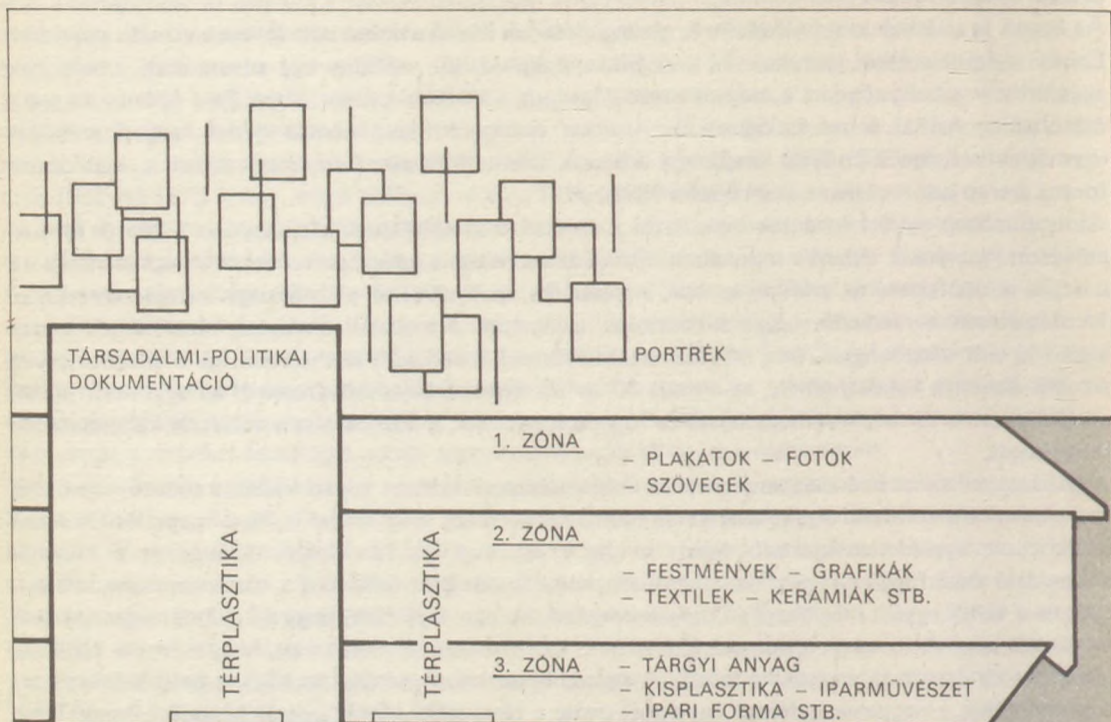 TÁRSADALMI-POLITIKAI
DOKUMENTÁCIÓ
PORTRÉK
TÉRPLASZTIKA
TÉRPLASZTIKA
1. ZÓNA
– PLAKÁTOK – FOTÓK
– SZÖVEGEK
2. ZÓNA
– FESTMÉNYEK – GRAFIKÁK
– TEXTILEK – KERÁMIÁK STB.
3. ZÓNA – TÁRGYI ANYAG
– KISPLASZTIKA – IPARMŰVÉSZET
– IPARI FORMA STB.